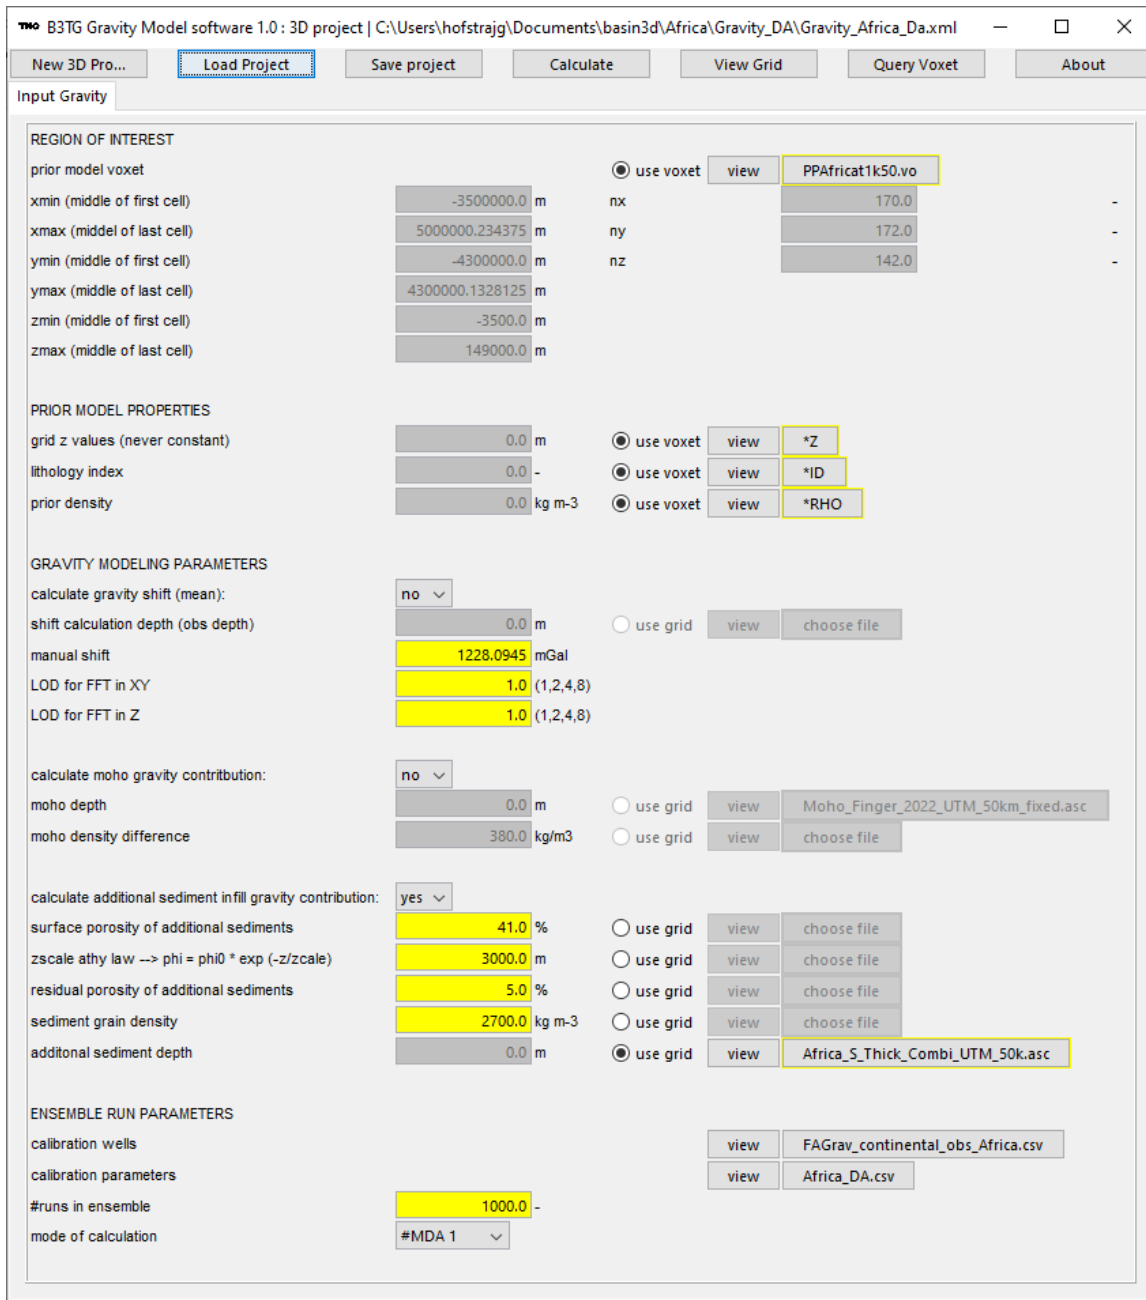 TNO B3TG Gravity Model software 1.0 : 3D project | C:\Users\hofstrajg\Documents\basin3d\Africa\Gravity_DA\Gravity_Africa_Da.xml
New 3D Pro... Load Project Save project Calculate View Grid Query Voxet About
Input Gravity
REGION OF INTEREST
prior model voxet use voxet view PPAfricat1k50.vo
xmin (middle of first cell) -3500000.0 m nx 170.0 -
xmax (middel of last cell) 5000000.234375 m ny 172.0 -
ymin (middle of first cell) -4300000.0 m nz 142.0 -
ymax (middle of last cell) 4300000.1328125 m
zmin (middle of first cell) -3500.0 m
zmax (middle of last cell) 149000.0 m
PRIOR MODEL PROPERTIES
grid z values (never constant) 0.0 m use voxet view *Z
lithology index 0.0 - use voxet view *ID
prior density 0.0 kg m-3 use voxet view *RHO
GRAVITY MODELING PARAMETERS
calculate gravity shift (mean): no
shift calculation depth (obs depth) 0.0 m use grid view choose file
manual shift 1228.0945 mGal
LOD for FFT in XY 1.0 (1,2,4,8)
LOD for FFT in Z 1.0 (1,2,4,8)
calculate moho gravity contritbution: no
moho depth 0.0 m use grid view Moho_Finger_2022_UTM_50km_fixed.asc
moho density difference 380.0 kg/m3 use grid view choose file
calculate additional sediment infill gravity contribution: yes
surface porosity of additional sediments 41.0 % use grid view choose file
zscale athy law --> phi = phi0 * exp (-z/zcale) 3000.0 m use grid view choose file
residual porosity of additional sediments 5.0 % use grid view choose file
sediment grain density 2700.0 kg m-3 use grid view choose file
additonal sediment depth 0.0 m use grid view Africa_S_Thick_Combi_UTM_50k.asc
ENSEMBLE RUN PARAMETERS
calibration wells view FAGrav_continental_obs_Africa.csv
calibration parameters view Africa_DA.csv
#runs in ensemble 1000.0 -
mode of calculation #MDA 1